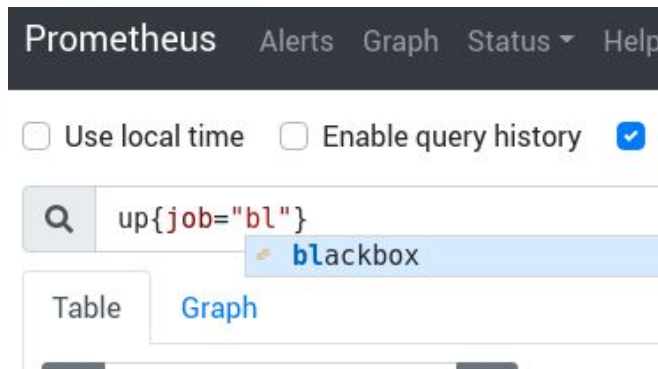 Prometheus Alerts Graph Status Help
Use local time Enable query history
up{job="bl"}
blackbox
Table Graph